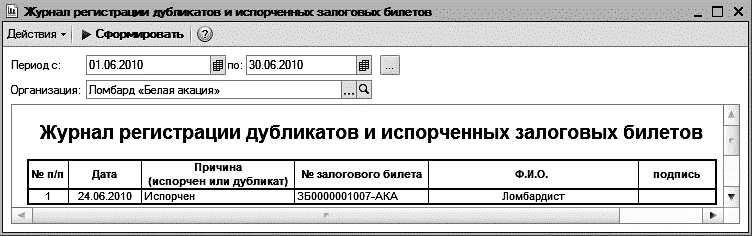 Журнал регистрации дубликатов и испорченных залоговых билетов
Действия Сформировать ?
Период с: 01.06.2010 по: 30.06.2010 ...
Организация: Ломбард «Белая акация» ...
Журнал регистрации дубликатов и испорченных залоговых билетов
№ п/п Дата Причина (испорчен или дубликат) № залогового билета Ф.И.О. подпись
1 24.06.2010 Испорчен ЗБ0000001007-АКА Ломбардист